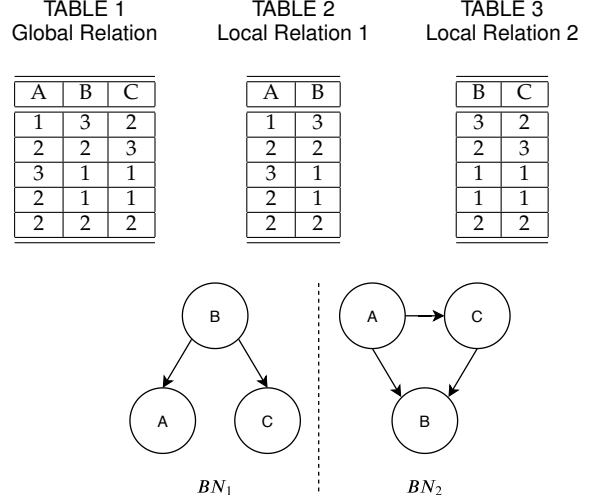 TABLE 1 TABLE 2 TABLE 3
Global Relation Local Relation 1 Local Relation 2
A B C A B B C
1 3 2 1 3 3 2
2 2 3 2 2 2 3
3 1 1 3 1 1 1
2 1 1 2 1 1 1
2 2 2 2 2 2 2
B A C
A C B
BN1 BN2